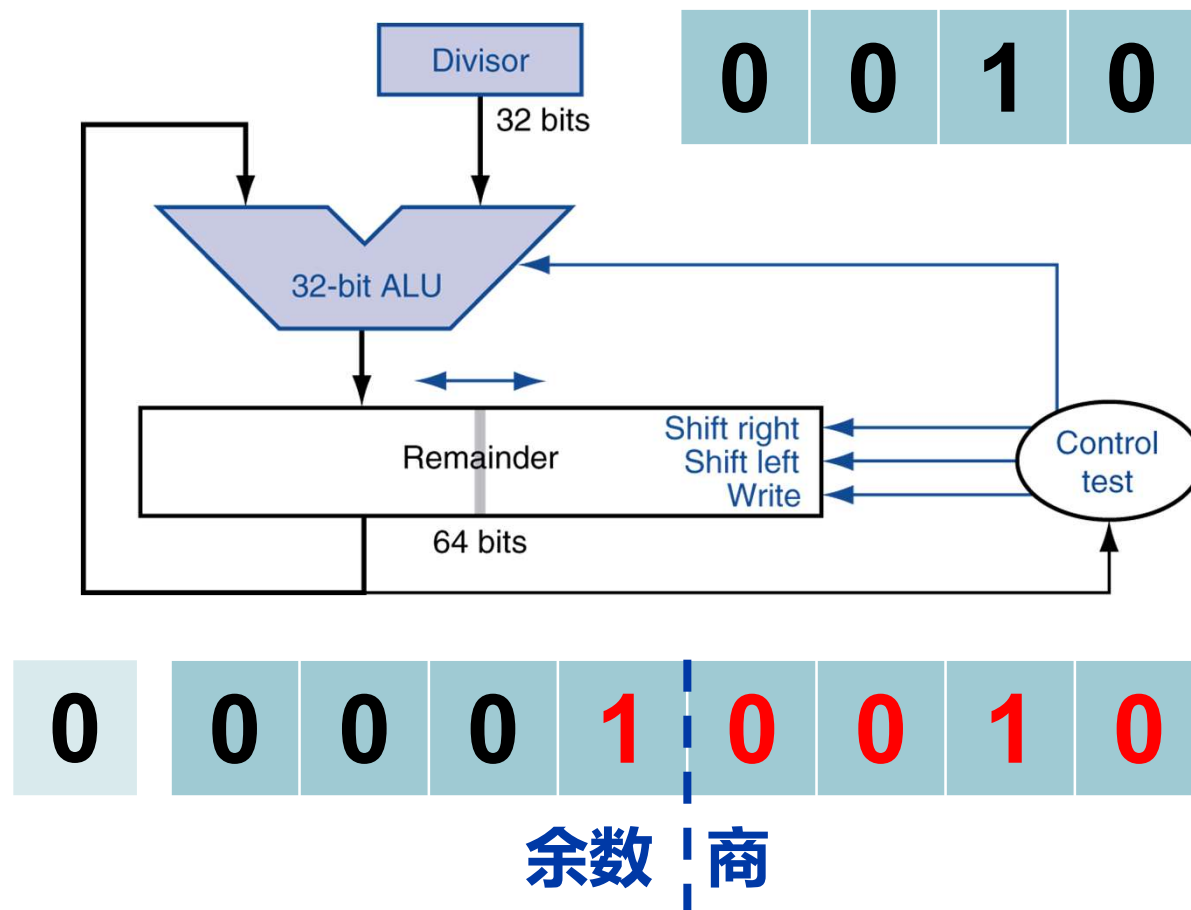 Divisor
0 0 1 0
32 bits
32-bit ALU
Remainder
Shift right
Shift left
Write
Control
test
64 bits
0 0 0 0 1 0 0 1 0
余数 商